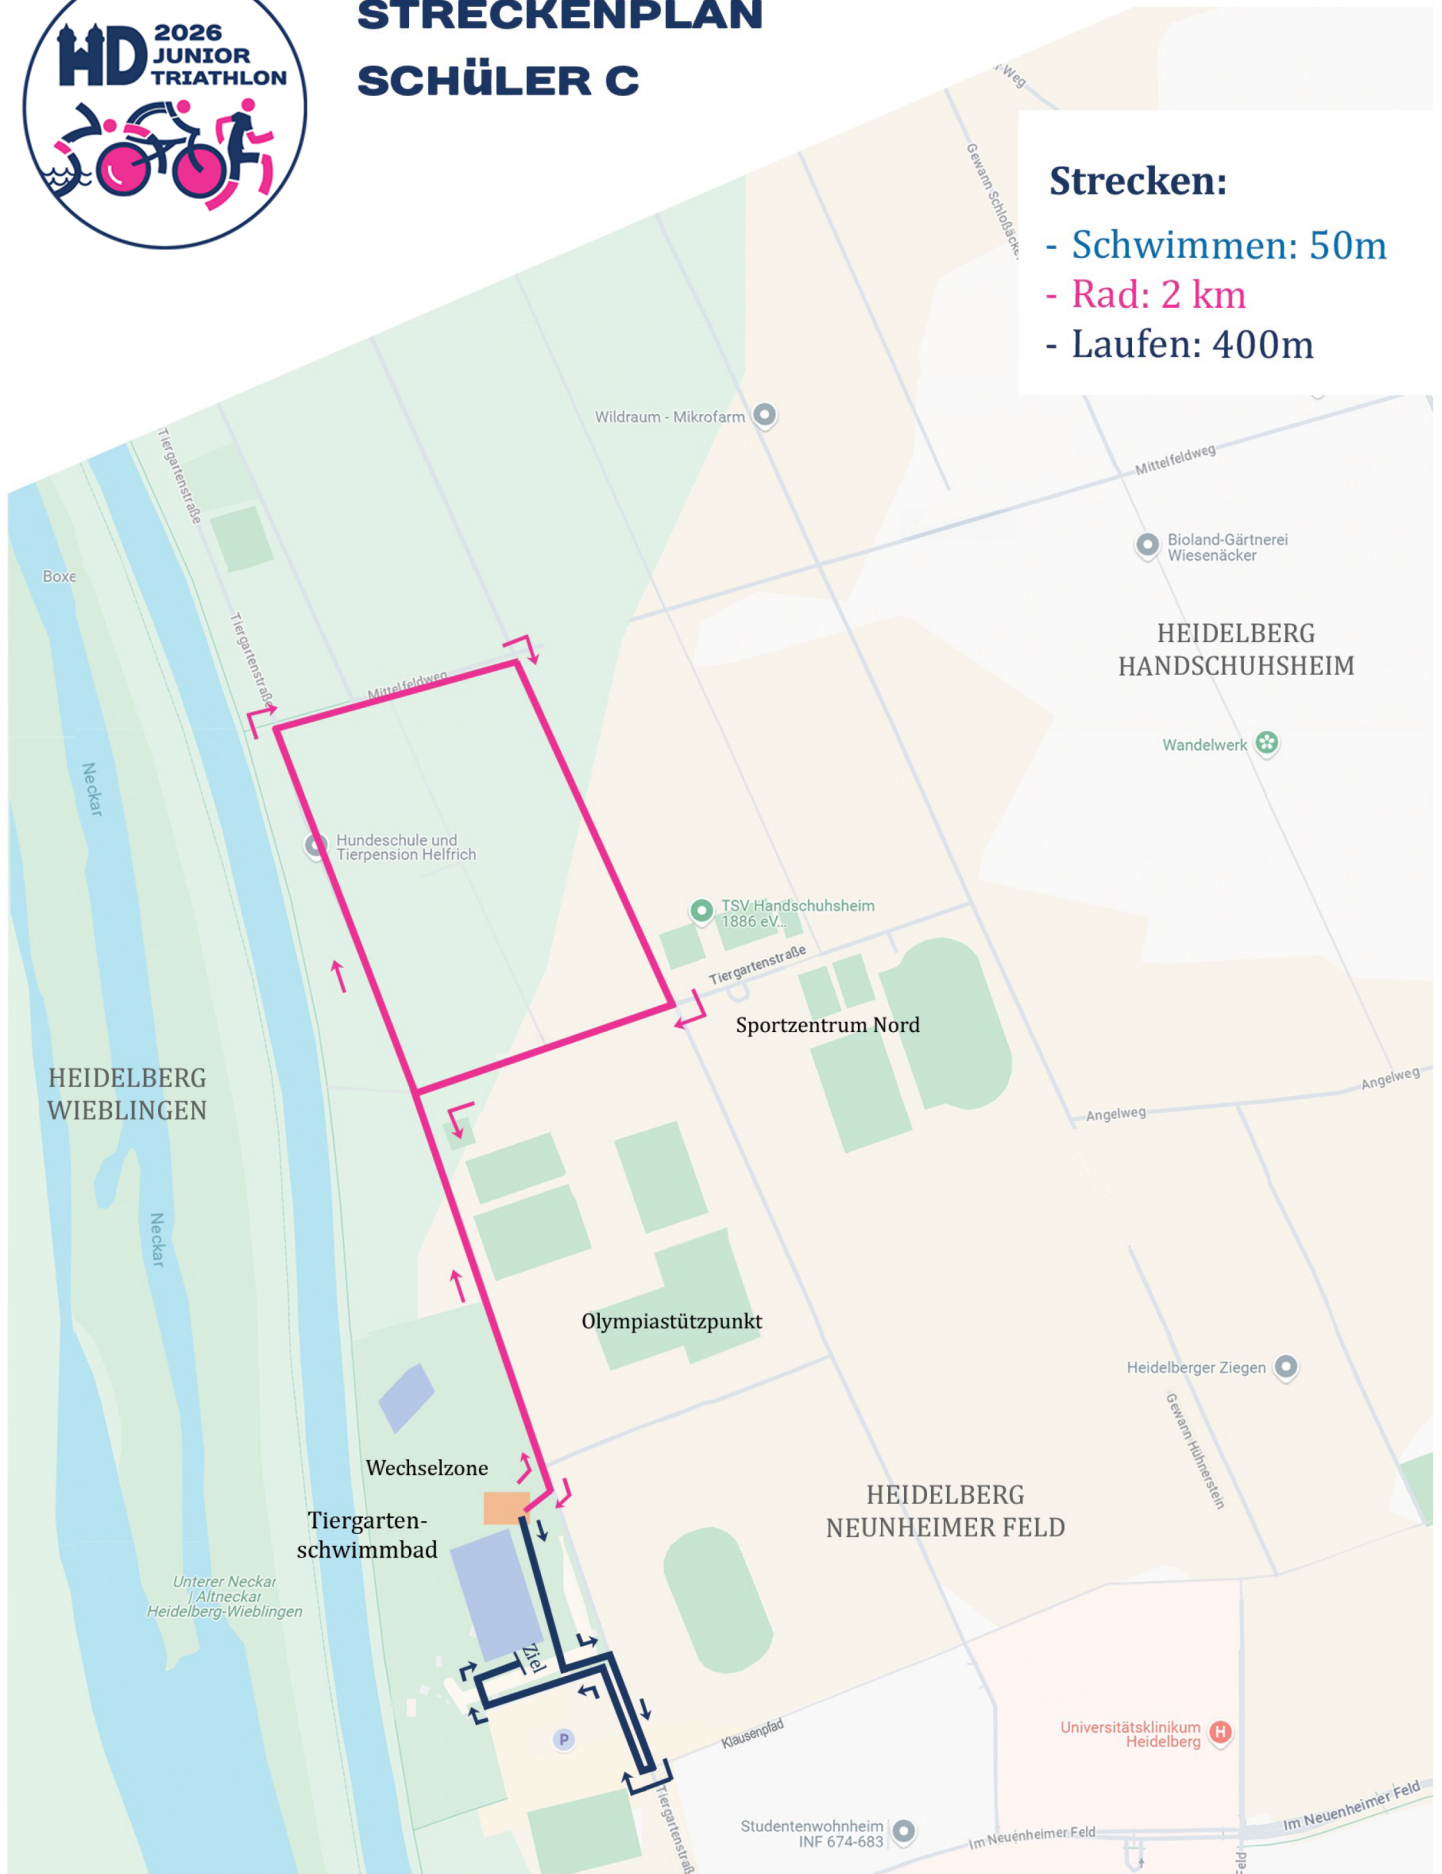 2026
HD JUNIOR
TRIATHLON
STRECKENPLAN
SCHüLER C
Strecken:
- Schwimmen: 50m
- Rad: 2 km
- Laufen: 400m
Gewann Schloßäcker
Wildraum - Mikrofarm
Mittelfeldweg
Tiergartenstraße
Bioland-Gärtnerei
Wiesenäcker
Tiergartenstraße
HEIDELBERG
HANDSCHUHSHEIM
Mittelfeldweg
Wandelwerk
Neckar
Hundeschule und
Tierpension Helfrich
TSV Handschuhsheim
1886 eV...
Tiergartenstraße
Sportzentrum Nord
HEIDELBERG
WIEBLINGEN
Angelweg
Angelweg
Neckar
Olympiastützpunkt
Heidelberger Ziegen
Gewann Hühnerstein
Wechselzone
Tiergarten-
schwimmbad
HEIDELBERG
NEUNHEIMER FELD
Unterer Neckar
| Altneckar
Heidelberg-Wieblingen
Ziel
P
Klausenpfad
Universitätsklinikum
Heidelberg
H
Tiergartenstraß
Studentenwohnheim
INF 674-683
Im Neuenheimer Feld
Im Neuenheimer Feld